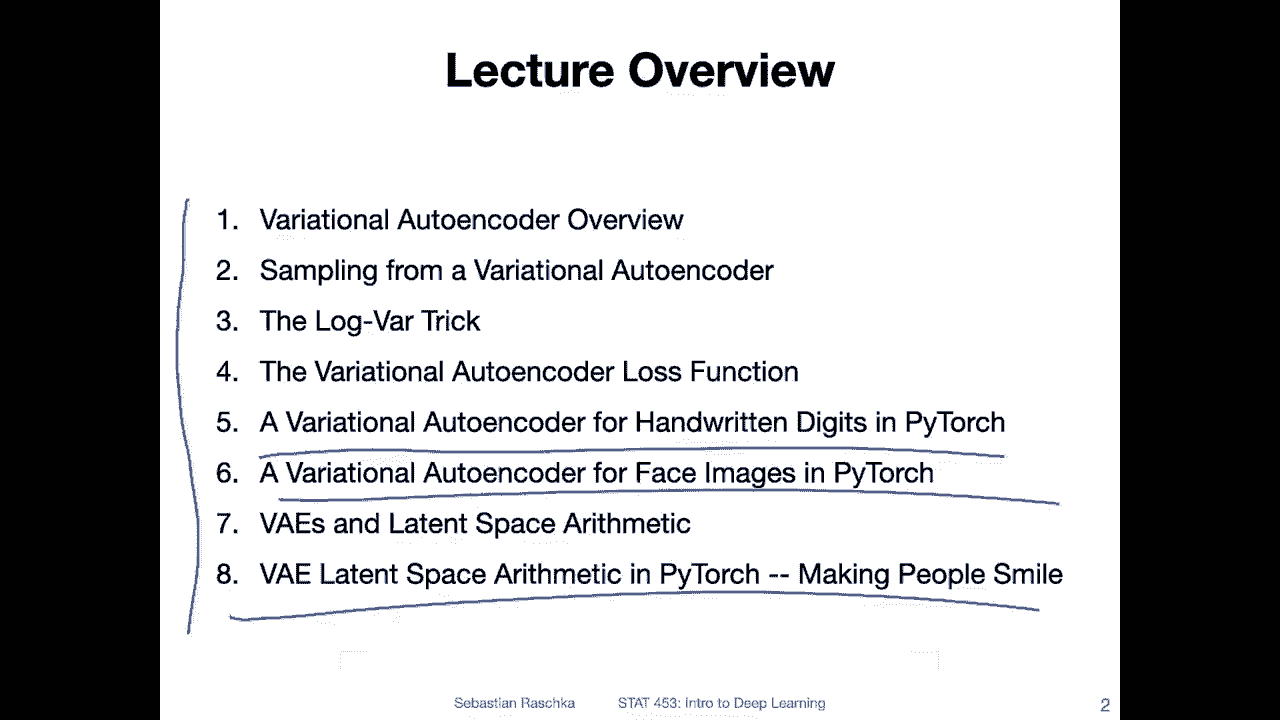 Lecture Overview
1. Variational Autoencoder Overview
2. Sampling from a Variational Autoencoder
3. The Log-Var Trick
4. The Variational Autoencoder Loss Function
5. A Variational Autoencoder for Handwritten Digits in PyTorch
6. A Variational Autoencoder for Face Images in PyTorch
7. VAEs and Latent Space Arithmetic
8. VAE Latent Space Arithmetic in PyTorch -- Making People Smile
Sebastian Raschka STAT 453: Intro to Deep Learning 2